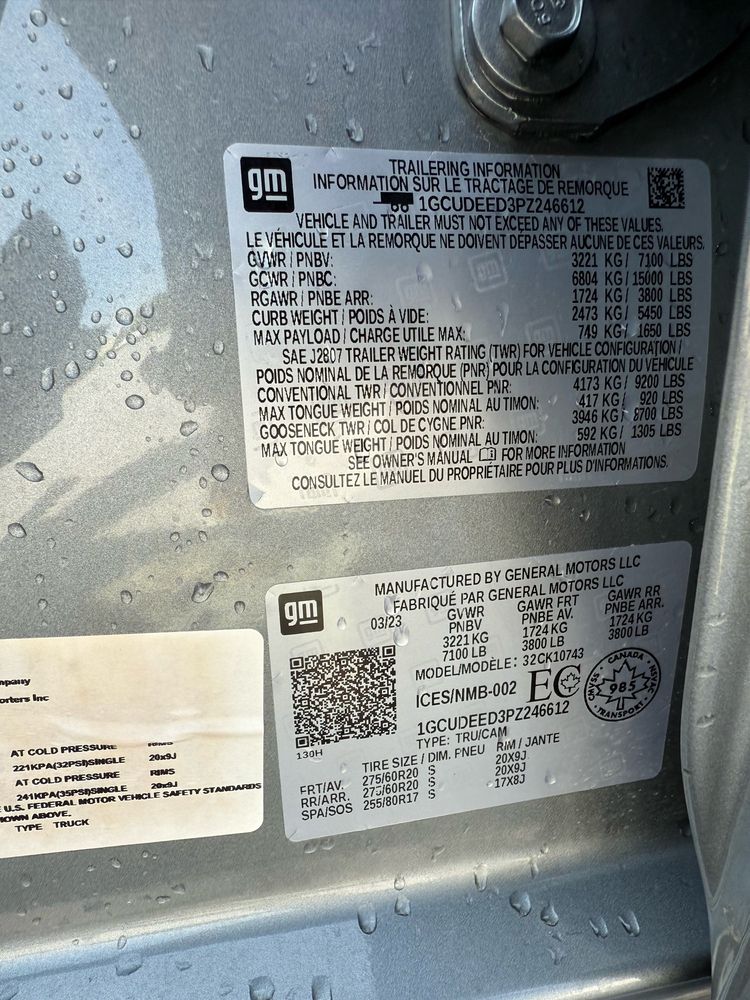 60
gm
TRAILERING INFORMATION
INFORMATION SUR LE TRACTAGE DE REMORQUE
1GCUDEED3PZ246612
VEHICLE AND TRAILER MUST NOT EXCEED ANY OF THESE VALUES.
LE VÉHICULE ET LA REMORQUE NE DOIVENT DÉPASSER AUCUNE DE CES VALEURS.
GVWR / PNBV: 3221 KG / 7100 LBS
GCWR / PNBC: 6804 KG / 15000 LBS
RGAWR / PNBE ARR: 1724 KG / 3800 LBS
CURB WEIGHT / POIDS À VIDE: 2473 KG / 5450 LBS
MAX PAYLOAD / CHARGE UTILE MAX: 749 KG / 1650 LBS
SAE J2807 TRAILER WEIGHT RATING (TWR) FOR VEHICLE CONFIGURATION /
POIDS NOMINAL DE LA REMORQUE (PNR) POUR LA CONFIGURATION DU VÉHICULE
CONVENTIONAL TWR / CONVENTIONNEL PNR: 4173 KG / 9200 LBS
MAX TONGUE WEIGHT / POIDS NOMINAL AU TIMON: 417 KG / 920 LBS
GOOSENECK TWR / COL DE CYGNE PNR: 3946 KG / 8700 LBS
MAX TONGUE WEIGHT / POIDS NOMINAL AU TIMON: 592 KG / 1305 LBS
SEE OWNER'S MANUAL FOR MORE INFORMATION
CONSULTEZ LE MANUEL DU PROPRIÉTAIRE POUR PLUS D'INFORMATIONS.
gm
MANUFACTURED BY GENERAL MOTORS LLC
FABRIQUÉ PAR GENERAL MOTORS LLC
03/23 GVWR GAWR FRT GAWR RR
PNBV PNBE AV. PNBE ARR.
3221 KG 1724 KG 1724 KG
7100 LB 3800 LB 3800 LB
MODEL/MODÈLE: 32CK10743
ICES/NMB-002 EC
CANADA
985
TRANSPORT
1GCUDEED3PZ246612
TYPE: TRU/CAM
130H
TIRE SIZE / DIM. PNEU RIM / JANTE
FRT/AV. 275/60R20 S 20X9J
RR/ARR. 275/60R20 S 20X9J
SPA/SOS 255/80R17 S 17X8J
mpany
orters Inc
AT COLD PRESSURE RIMS
221KPA(32PSI)SINGLE 20x9J
AT COLD PRESSURE RIMS
241KPA(35PSI)SINGLE 20x9J
U.S. FEDERAL MOTOR VEHICLE SAFETY STANDARDS
OWN ABOVE.
TYPE TRUCK